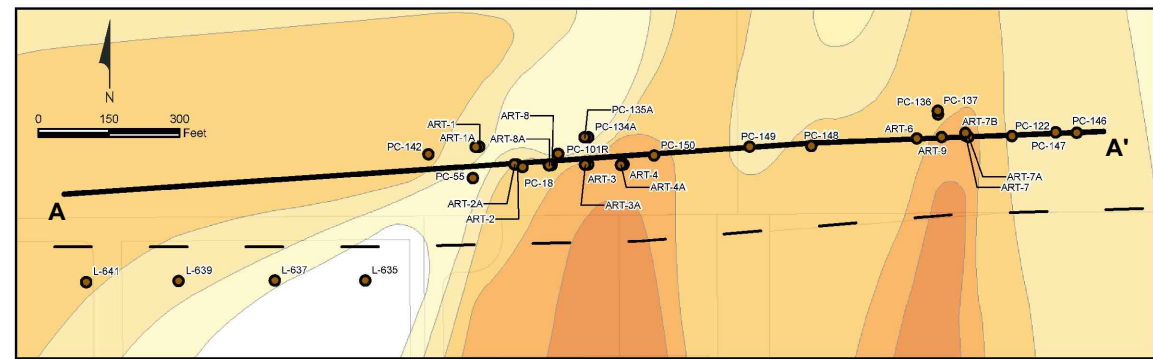 N
0 150 300
Feet
PC-135A
PC-136
PC-137
ART-8
ART-1
PC-134A
ART-7B
ART-1A
ART-8A
ART-6
PC-122
PC-146
PC-142
PC-101R
PC-150
PC-149
PC-148
ART-9
PC-147
A'
PC-55
PC-18
ART-3
ART-4
ART-7A
ART-4A
ART-7
ART-2A
ART-3A
A
ART-2
L-641
L-639
L-637
L-635